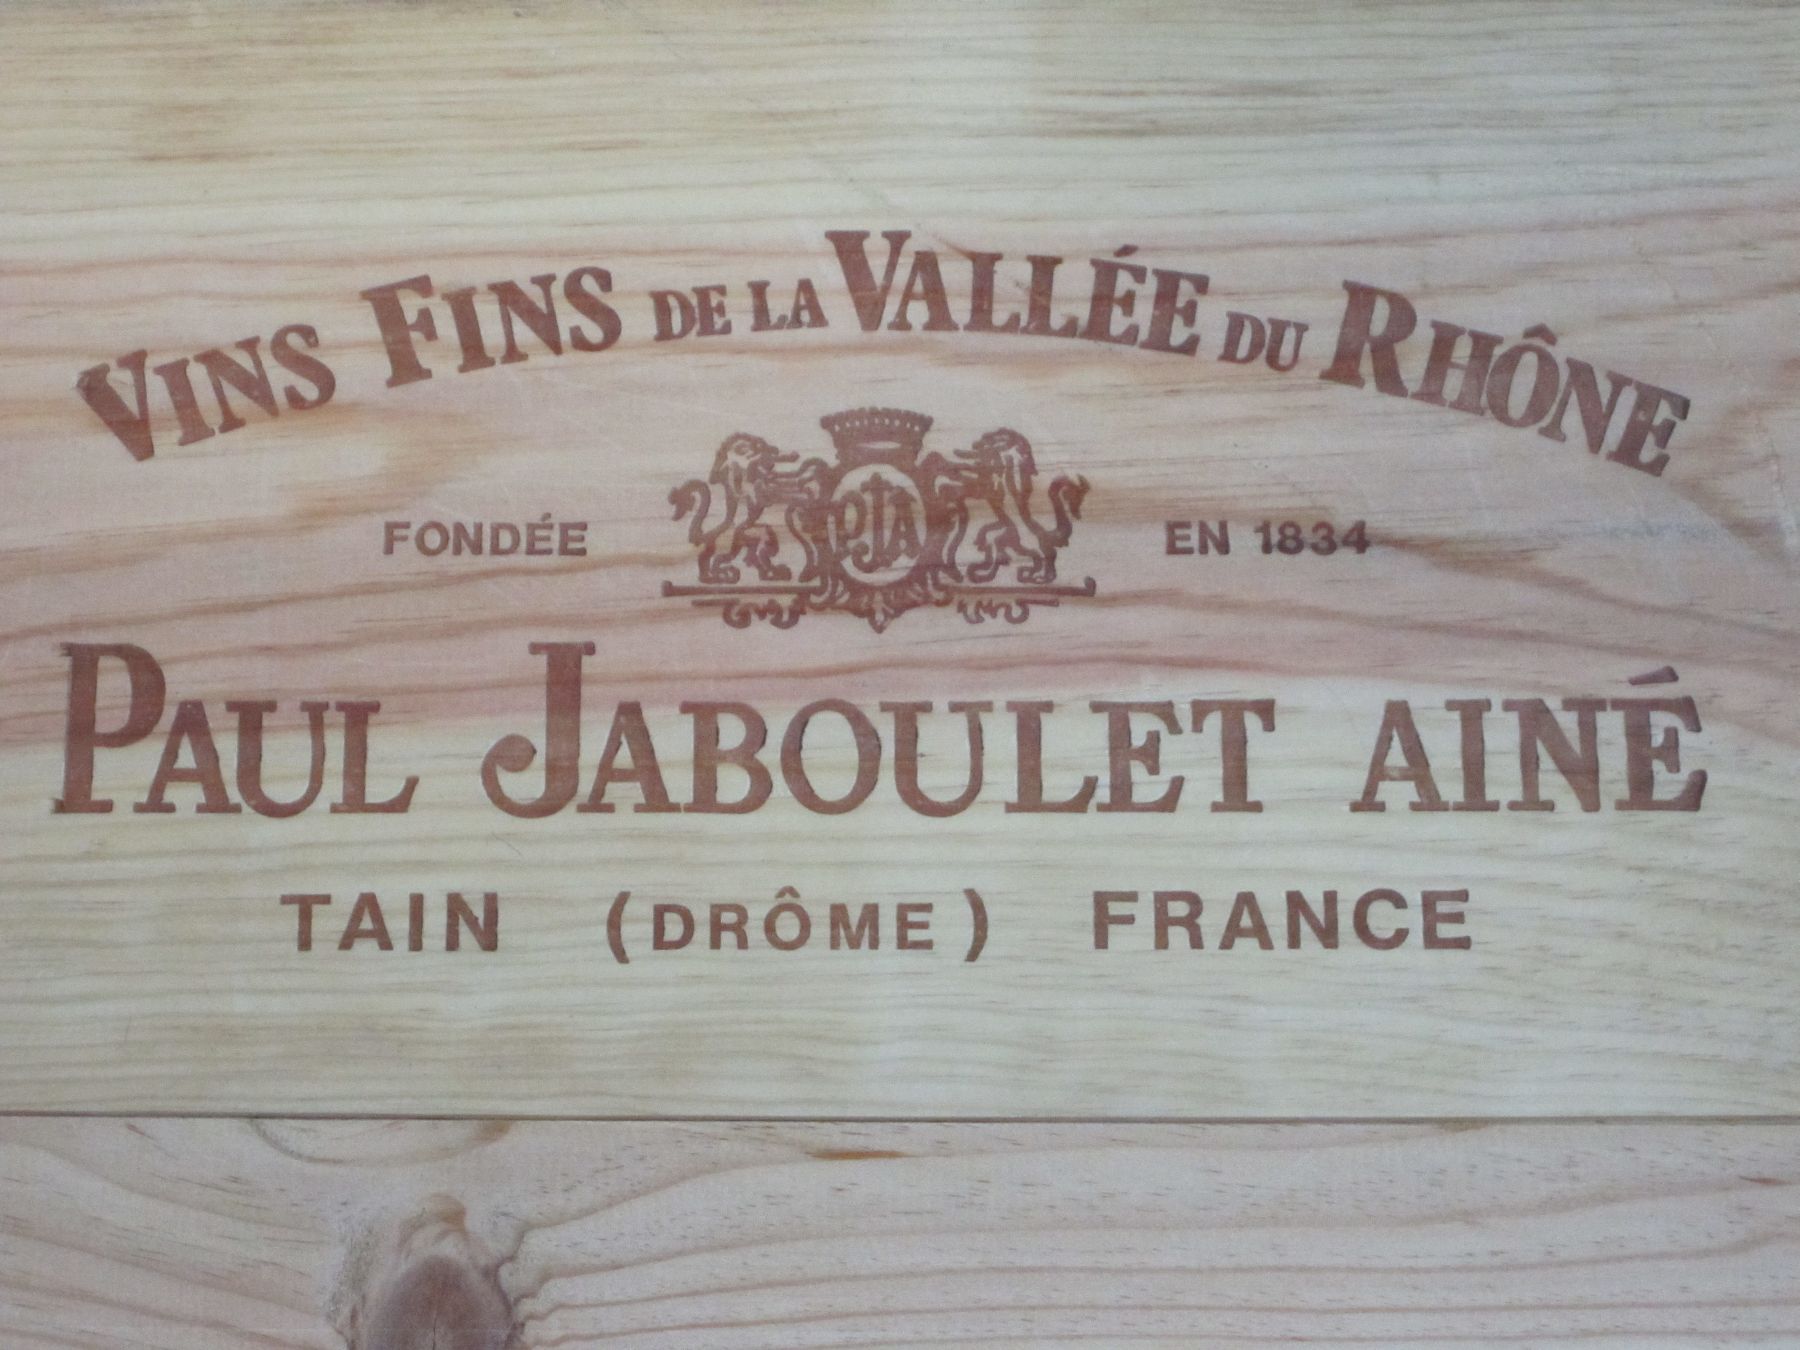 VINS FINS DE LA VALLÉE DU RHÔNE
PJA
FONDÉE EN 1834
PAUL JABOULET AINÉ
TAIN (DRÔME) FRANCE